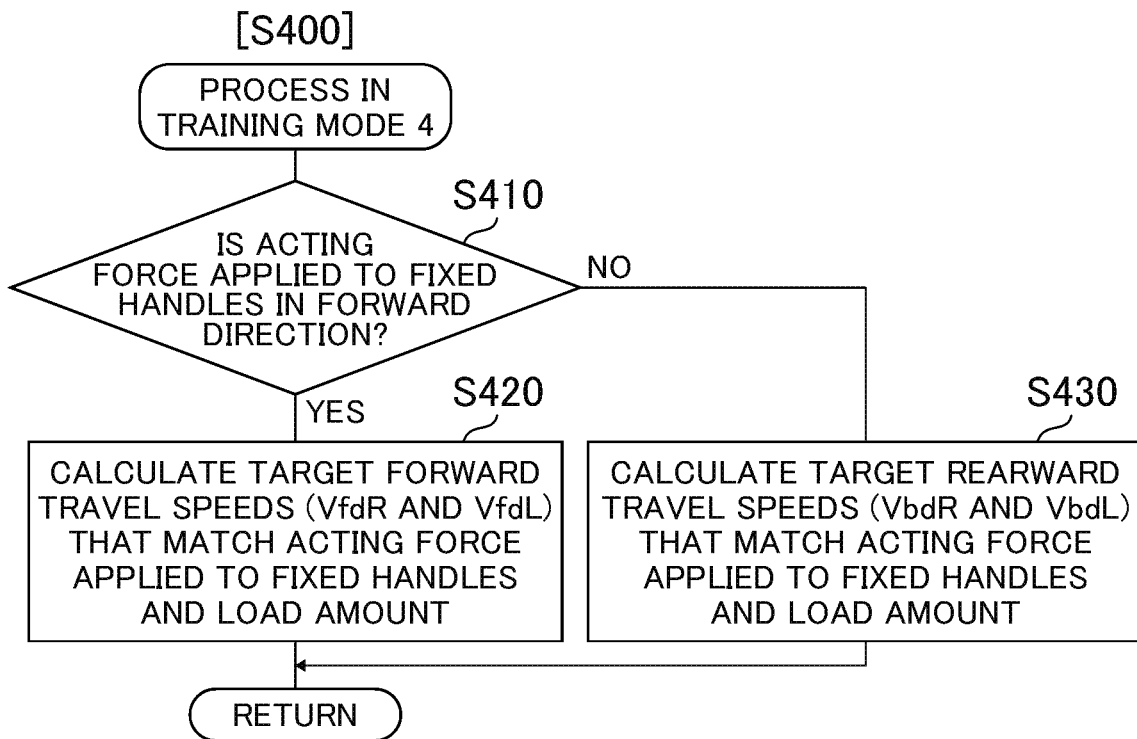 [S400]
PROCESS IN
TRAINING MODE 4
S410
IS ACTING
FORCE APPLIED TO FIXED
HANDLES IN FORWARD
DIRECTION?
NO
YES
S420
CALCULATE TARGET FORWARD
TRAVEL SPEEDS (VfdR AND VfdL)
THAT MATCH ACTING FORCE
APPLIED TO FIXED HANDLES
AND LOAD AMOUNT
S430
CALCULATE TARGET REARWARD
TRAVEL SPEEDS (VbdR AND VbdL)
THAT MATCH ACTING FORCE
APPLIED TO FIXED HANDLES
AND LOAD AMOUNT
RETURN